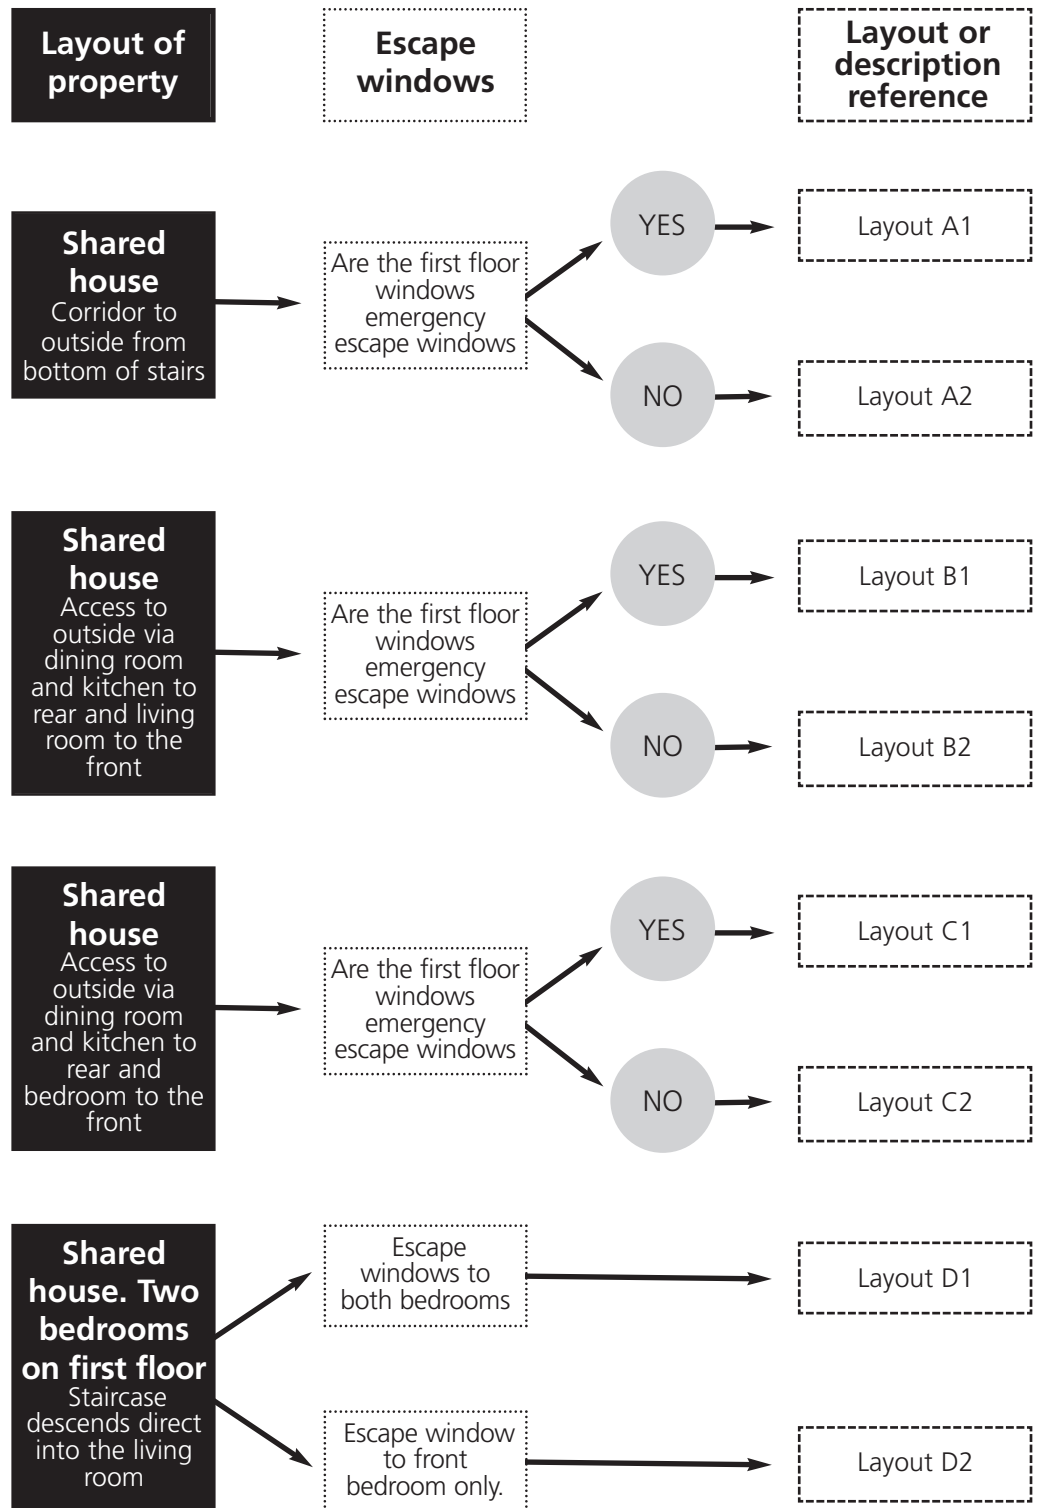 Layout of
property
Escape
windows
Layout or
description
reference
Shared
house
Corridor to
outside from
bottom of stairs
Are the first floor
windows
emergency
escape windows
YES
Layout A1
NO
Layout A2
Shared
house
Access to
outside via
dining room
and kitchen to
rear and living
room to the
front
Are the first floor
windows
emergency
escape windows
YES
Layout B1
NO
Layout B2
Shared
house
Access to
outside via
dining room
and kitchen to
rear and
bedroom to the
front
Are the first floor
windows
emergency
escape windows
YES
Layout C1
NO
Layout C2
Shared
house. Two
bedrooms
on first floor
Staircase
descends direct
into the living
room
Escape
windows to
both bedrooms
Layout D1
Escape window
to front
bedroom only.
Layout D2